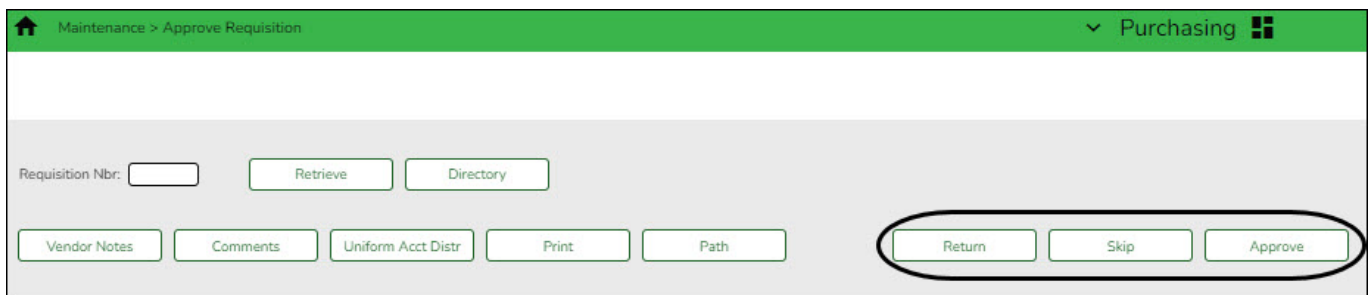 Maintenance > Approve Requisition
Purchasing
Requisition Nbr:
Retrieve
Directory
Vendor Notes
Comments
Uniform Acct Distr
Print
Path
Return
Skip
Approve